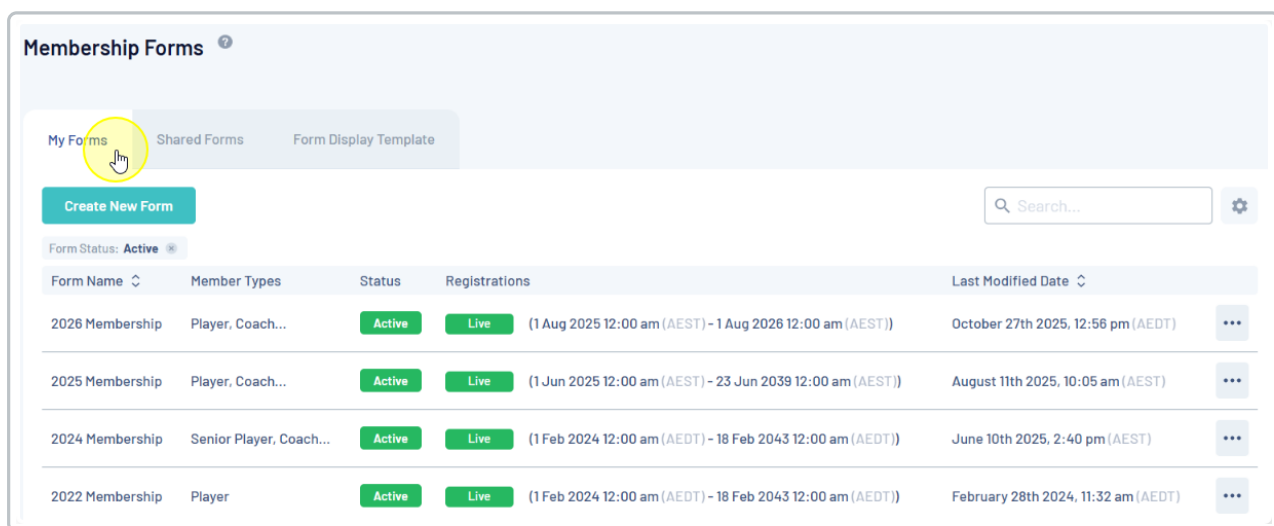 Membership Forms ?
My Forms Shared Forms Form Display Template
Create New Form Search...
Form Status: Active
Form Name Member Types Status Registrations Last Modified Date
2026 Membership Player, Coach... Active Live (1 Aug 2025 12:00 am (AEST) - 1 Aug 2026 12:00 am (AEST)) October 27th 2025, 12:56 pm (AEDT)
2025 Membership Player, Coach... Active Live (1 Jun 2025 12:00 am (AEST) - 23 Jun 2039 12:00 am (AEST)) August 11th 2025, 10:05 am (AEST)
2024 Membership Senior Player, Coach... Active Live (1 Feb 2024 12:00 am (AEDT) - 18 Feb 2043 12:00 am (AEDT)) June 10th 2025, 2:40 pm (AEST)
2022 Membership Player Active Live (1 Feb 2024 12:00 am (AEDT) - 18 Feb 2043 12:00 am (AEDT)) February 28th 2024, 11:32 am (AEDT)